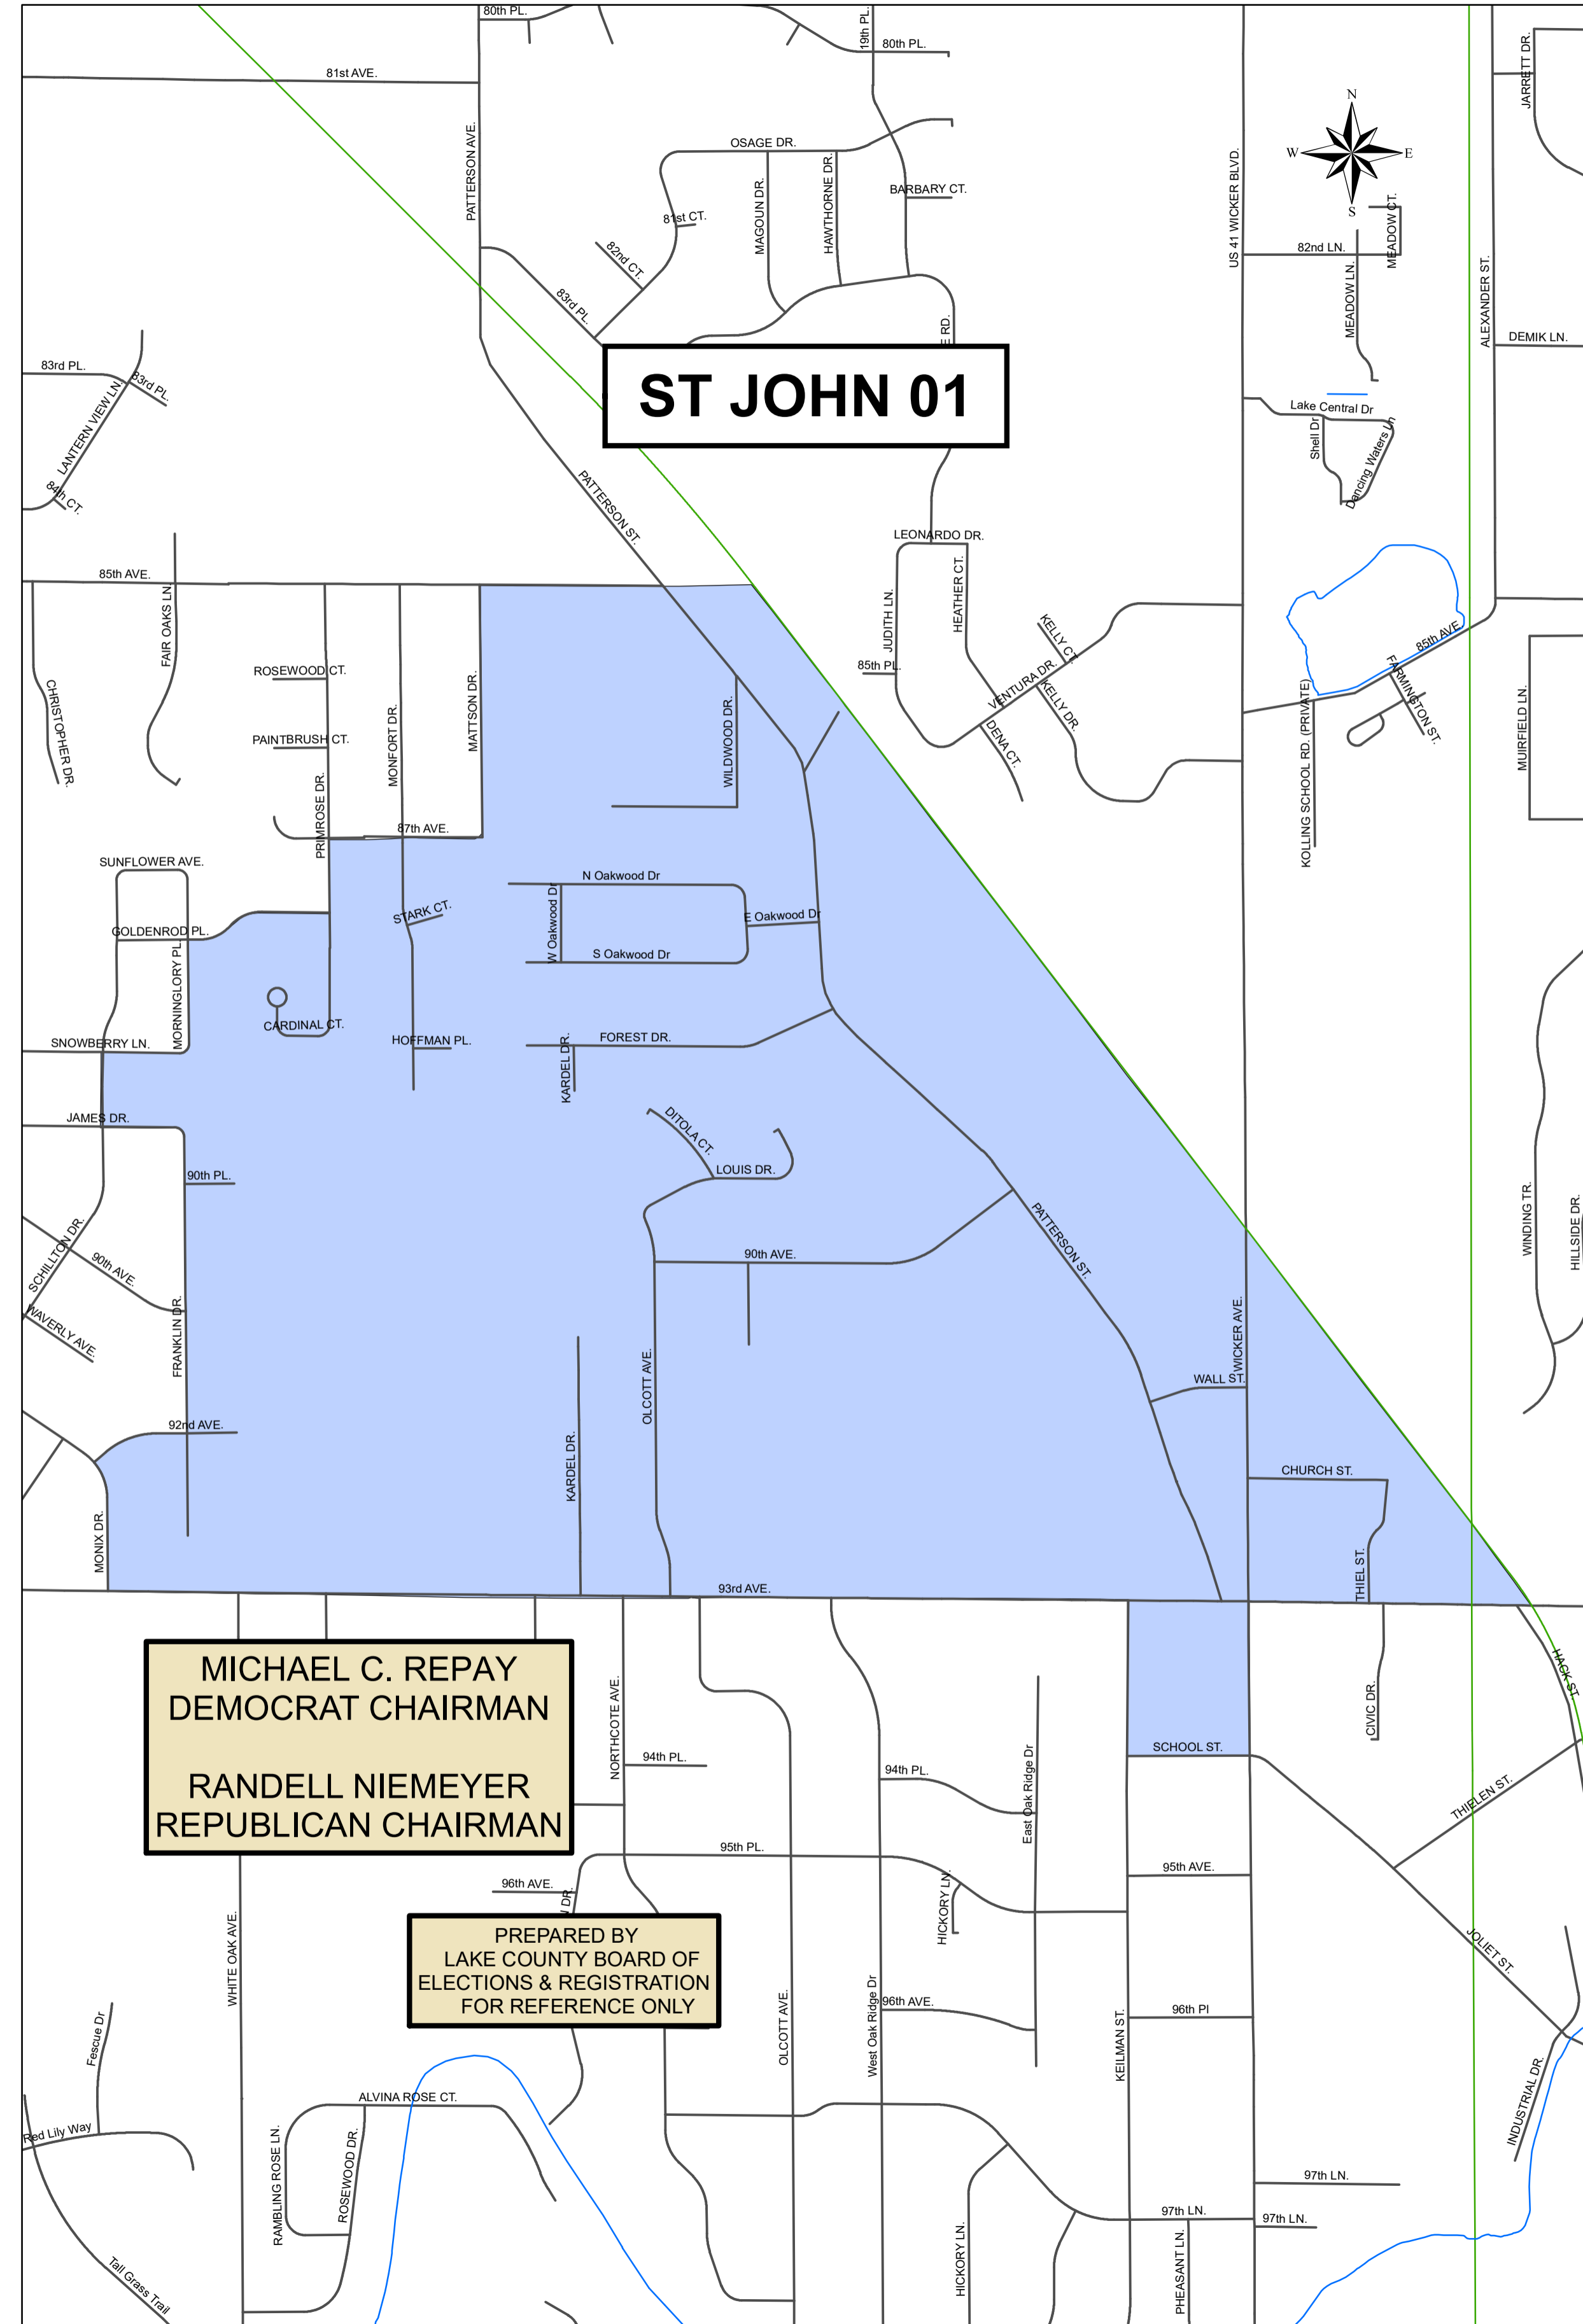 80th PL.
19th PL.
80th PL.
81st AVE.
JARRETT DR.
PATTERSON AVE.
OSAGE DR.
MAGOUN DR.
HAWTHORNE DR.
BARBARY CT.
81st CT.
82nd CT.
83rd PL.
US 41 WICKER BLVD.
N
W
E
S
82nd LN.
MEADOW CT.
MEADOW LN.
ALEXANDER ST.
DEMIK LN.
E RD.
83rd PL.
83rd PL.
LANTERN VIEW LN.
84th CT.
ST JOHN 01
Lake Central Dr
Shell Dr
Dancing Waters Ln
PATTERSON ST.
LEONARDO DR.
HEATHER CT.
JUDITH LN.
85th PL.
KELLY CT.
VENTURA DR.
KELLY DR.
DENA CT.
85th AVE.
FAIR OAKS LN.
CHRISTOPHER DR.
ROSEWOOD CT.
PAINTBRUSH CT.
PRIMROSE DR.
MONFORT DR.
MATTSON DR.
WILDWOOD DR.
85th AVE.
FARMINGTON ST.
KOLLING SCHOOL RD. (PRIVATE)
MUIRFIELD LN.
87th AVE.
SUNFLOWER AVE.
GOLDENROD PL.
MORNINGLORY PL.
STARK CT.
N Oakwood Dr
W Oakwood Dr
E Oakwood Dr
S Oakwood Dr
CARDINAL CT.
SNOWBERRY LN.
HOFFMAN PL.
KARDEL DR.
FOREST DR.
JAMES DR.
DITOLA CT.
LOUIS DR.
90th PL.
SCHILLTON DR.
90th AVE.
WAVERLY AVE.
FRANKLIN DR.
90th AVE.
PATTERSON ST.
WINDING TR.
HILLSIDE DR.
OLCOTT AVE.
WICKER AVE.
WALL ST.
92nd AVE.
KARDEL DR.
MONIX DR.
CHURCH ST.
THIEL ST.
93rd AVE.
MICHAEL C. REPAY
DEMOCRAT CHAIRMAN
RANDELL NIEMEYER
REPUBLICAN CHAIRMAN
NORTHCOTE AVE.
94th PL.
94th PL.
East Oak Ridge Dr
SCHOOL ST.
CIVIC DR.
HACK ST.
THIELEN ST.
95th PL.
95th AVE.
96th AVE.
N DR.
HICKORY LN.
JOLIET ST.
WHITE OAK AVE.
PREPARED BY
LAKE COUNTY BOARD OF
ELECTIONS & REGISTRATION
FOR REFERENCE ONLY
OLCOTT AVE.
West Oak Ridge Dr
96th AVE.
KEILMAN ST.
96th Pl
INDUSTRIAL DR.
Fescue Dr
Red Lily Way
ALVINA ROSE CT.
RAMBLING ROSE LN.
ROSEWOOD DR.
Tall Grass Trail
HICKORY LN.
97th LN.
97th LN.
97th LN.
PHEASANT LN.